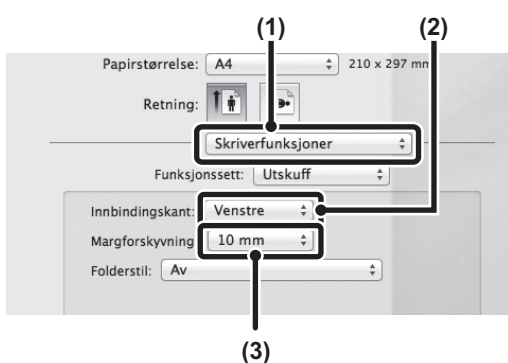 (1) (2)
Papirstørrelse: A4 210 x 297 mm
Retning:
Skriverfunksjoner
Funksjonssett: Utskuff
Innbindingskant: Venstre
Margforskyvning 10 mm
Folderstil: Av
(3)